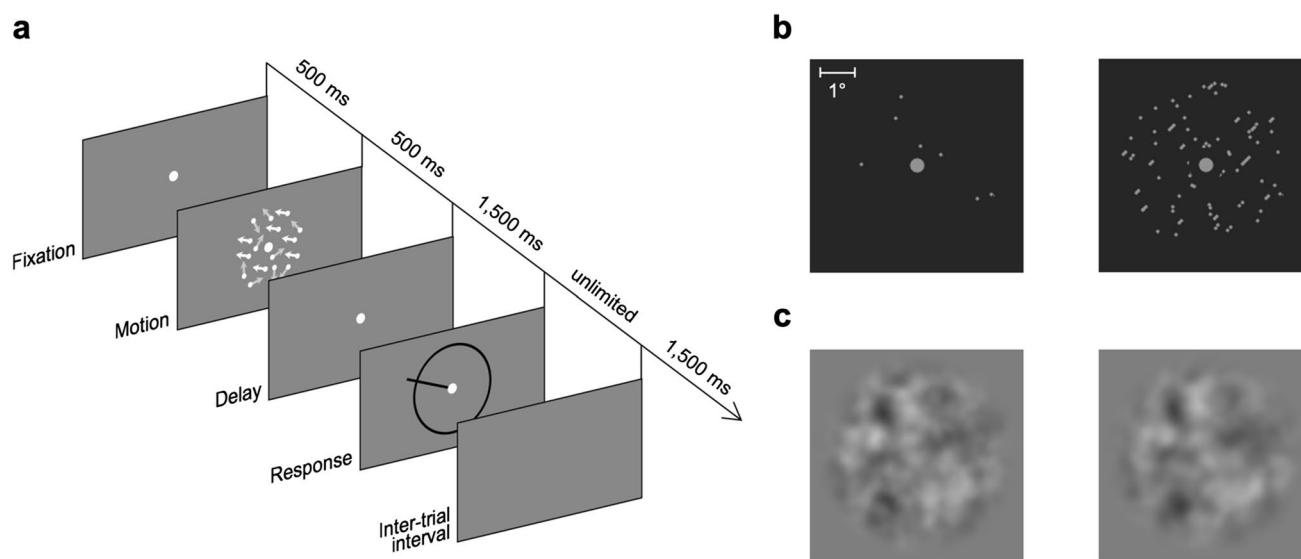 a
500 ms
500 ms
1,500 ms
unlimited
1,500 ms
Fixation
Motion
Delay
Response
Inter-trial
interval
b
1°
c